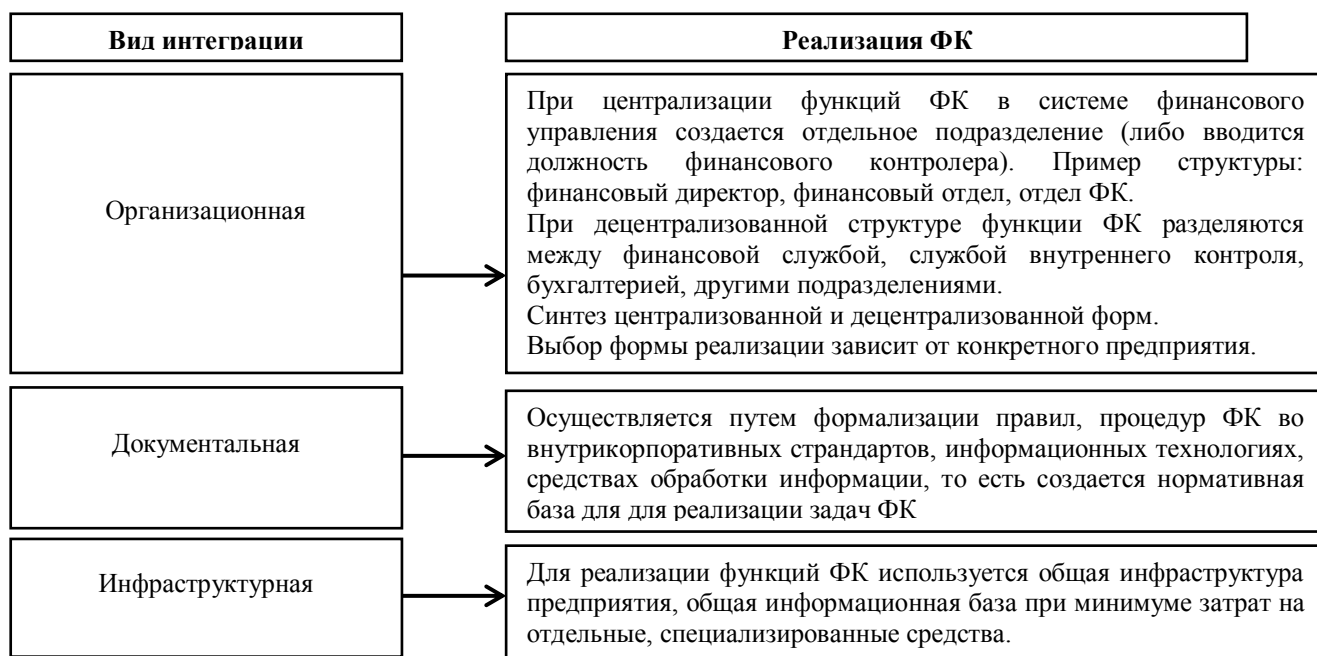 Вид интеграции
Реализация ФК
Организационная
При централизации функций ФК в системе финансового
управления создается отдельное подразделение (либо вводится
должность финансового контролера). Пример структуры:
финансовый директор, финансовый отдел, отдел ФК.
При децентрализованной структуре функции ФК разделяются
между финансовой службой, службой внутреннего контроля,
бухгалтерией, другими подразделениями.
Синтез централизованной и децентрализованной форм.
Выбор формы реализации зависит от конкретного предприятия.
Документальная
Осуществляется путем формализации правил, процедур ФК во
внутрикорпоративных страндартов, информационных технологиях,
средствах обработки информации, то есть создается нормативная
база для для реализации задач ФК
Инфраструктурная
Для реализации функций ФК используется общая инфраструктура
предприятия, общая информационная база при минимуме затрат на
отдельные, специализированные средства.